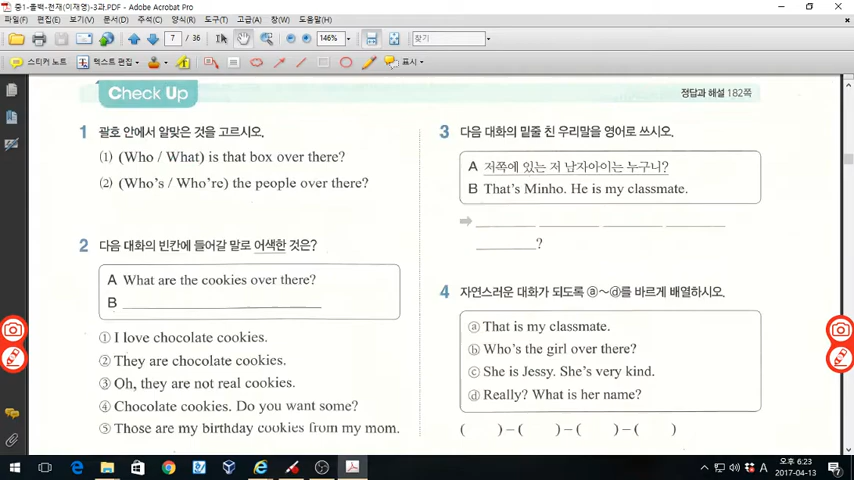 중1-돌백-천재(이재영)-3과.PDF - Adobe Acrobat Pro
파일(F) 편집(E) 보기(V) 문서(D) 주석(C) 양식(R) 도구(T) 고급(A) 창(W) 도움말(H)
7 / 36 146% 찾기
스티커 노트 텍스트 편집 표시
Check Up
정답과 해설 182쪽
1 괄호 안에서 알맞은 것을 고르시오.
(1) (Who / What) is that box over there?
(2) (Who's / Who're) the people over there?
2 다음 대화의 빈칸에 들어갈 말로 어색한 것은?
A What are the cookies over there?
B
① I love chocolate cookies.
② They are chocolate cookies.
③ Oh, they are not real cookies.
④ Chocolate cookies. Do you want some?
⑤ Those are my birthday cookies from my mom.
3 다음 대화의 밑줄 친 우리말을 영어로 쓰시오.
A 저쪽에 있는 저 남자아이는 누구니?
B That's Minho. He is my classmate.
➡ ________ ________ ________ ________
________?
4 자연스러운 대화가 되도록 ⓐ~ⓓ를 바르게 배열하시오.
ⓐ That is my classmate.
ⓑ Who's the girl over there?
ⓒ She is Jessy. She's very kind.
ⓓ Really? What is her name?
( ) – ( ) – ( ) – ( )
A 오후 6:23
2017-04-13